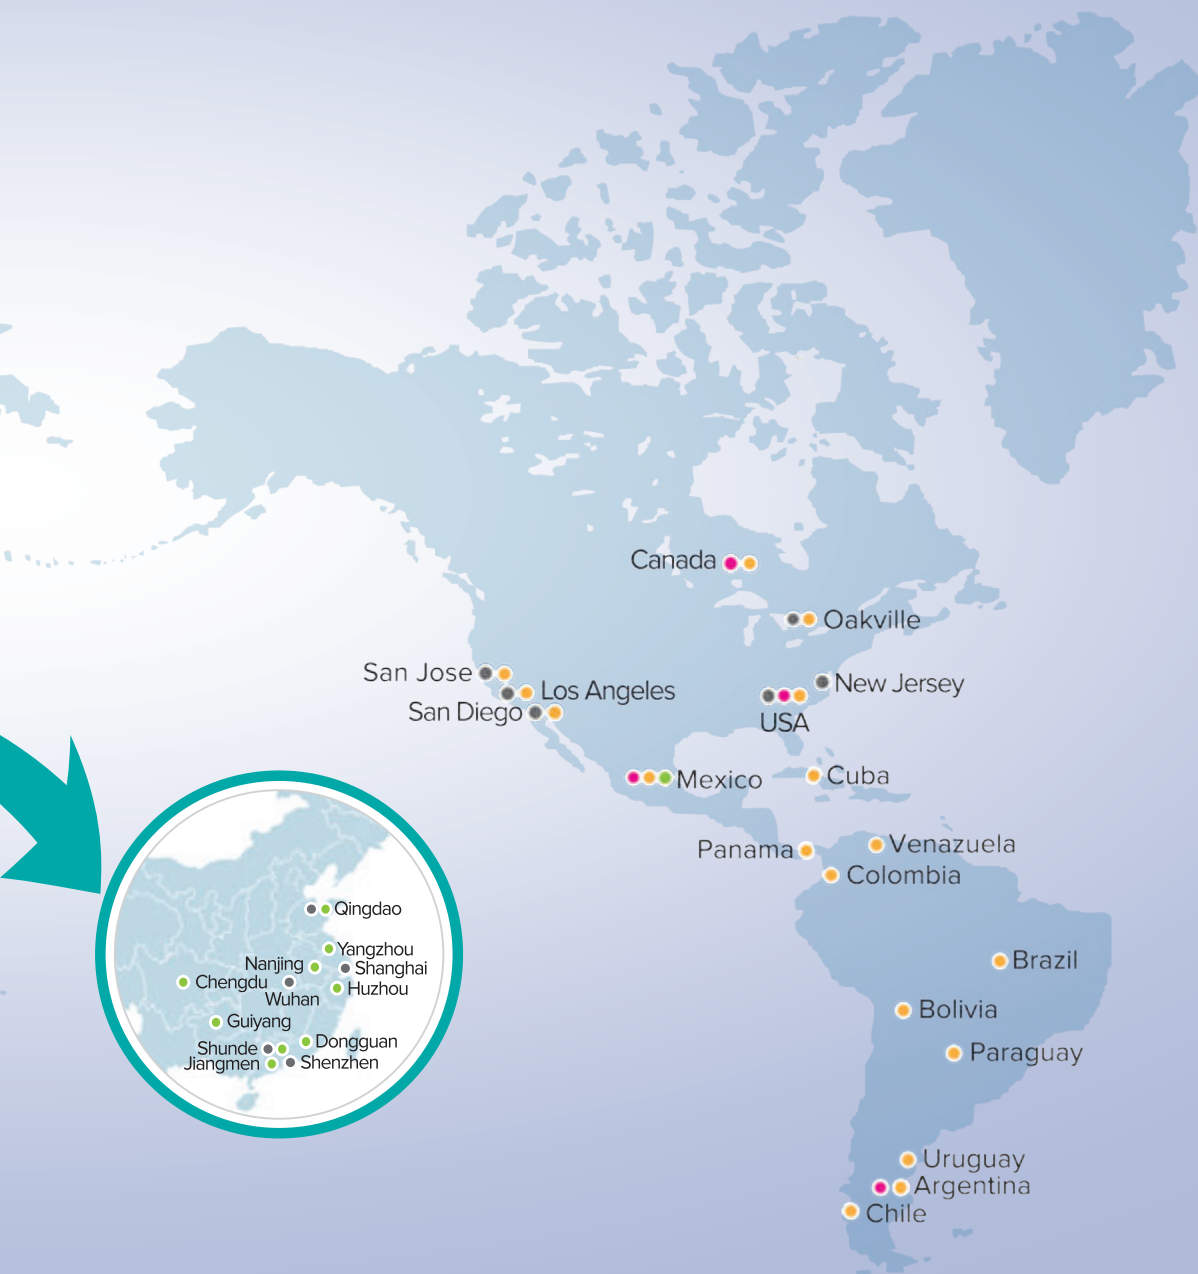 Canada
Oakville
San Jose
Los Angeles
New Jersey
San Diego
USA
Mexico
Cuba
Panama
Venazuela
Colombia
Qingdao
Yangzhou
Nanjing
Shanghai
Chengdu
Huzhou
Wuhan
Guiyang
Dongguan
Shunde
Jiangmen
Shenzhen
Brazil
Bolivia
Paraguay
Uruguay
Argentina
Chile